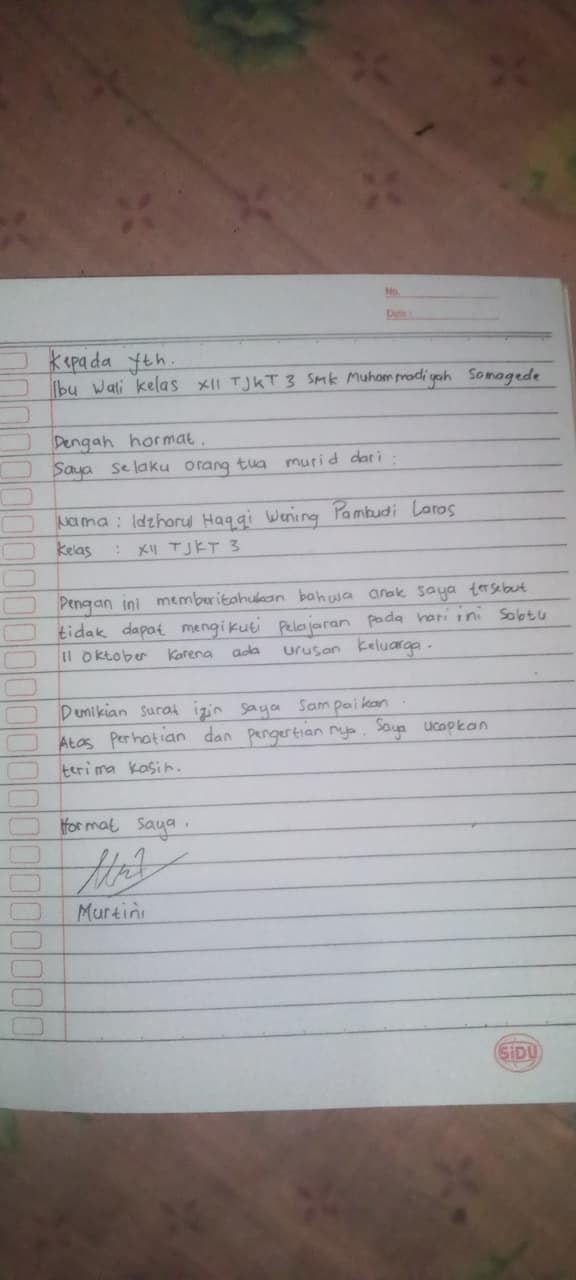 No.
Date :
Kepada Yth.
Ibu Wali Kelas XII TJKT 3 SMK Muhammadiyah Somagede
Dengan hormat,
Saya selaku orang tua murid dari :
Nama : Idzharul Haqqi Wening Pambudi Laras
Kelas : XII TJKT 3
Dengan ini memberitahukan bahwa anak saya tersebut
tidak dapat mengikuti pelajaran pada hari ini Sabtu
11 Oktober karena ada urusan keluarga.
Demikian surat izin saya sampaikan.
Atas perhatian dan pengertian nya. Saya ucapkan
terima kasih.
Hormat saya,
Murtini
SiDU